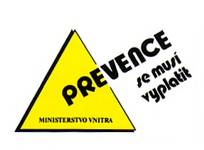 PREVENCE
se musí
vyplatit
MINISTERSTVO VNITRA